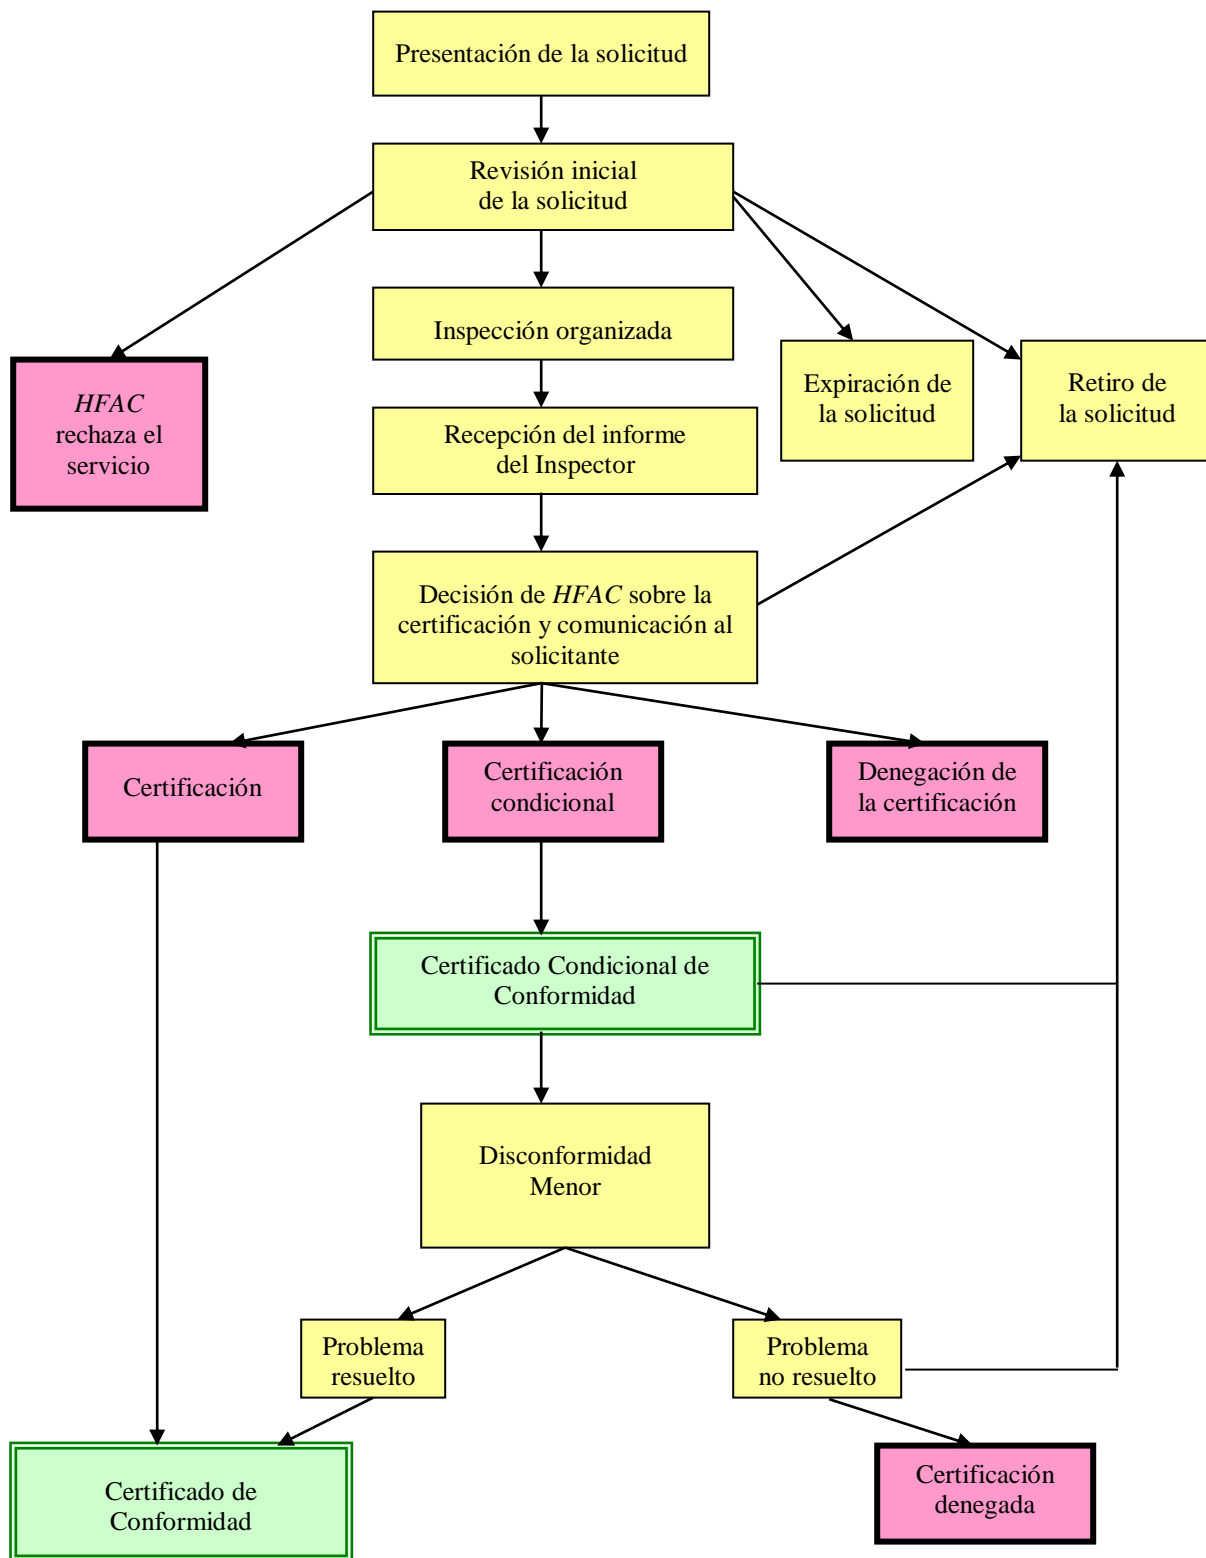 Presentación de la solicitud
Revisión inicial
de la solicitud
Inspección organizada
Expiración de
la solicitud
Retiro de
la solicitud
HFAC
rechaza el
servicio
Recepción del informe
del Inspector
Decisión de HFAC sobre la
certificación y comunicación al
solicitante
Certificación
Certificación
condicional
Denegación de
la certificación
Certificado Condicional de
Conformidad
Disconformidad
Menor
Problema
resuelto
Problema
no resuelto
Certificado de
Conformidad
Certificación
denegada